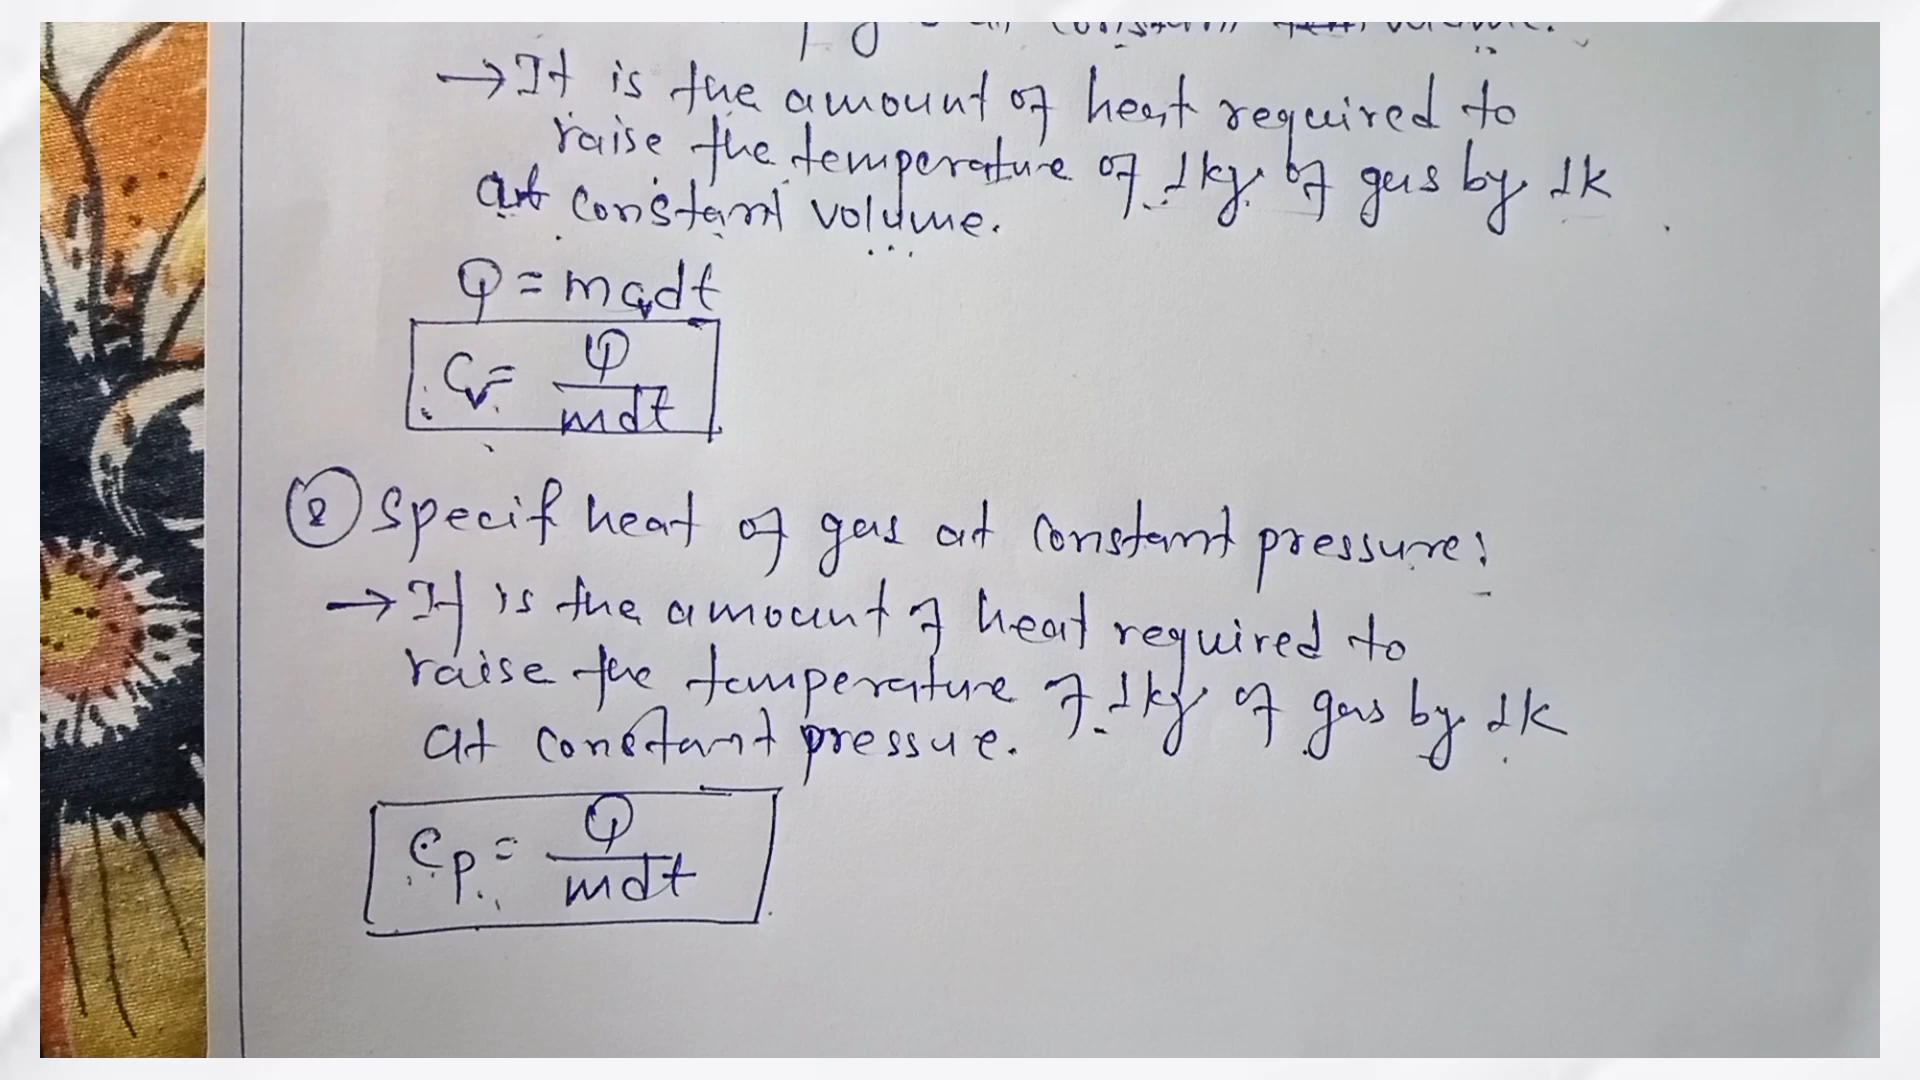 constant volume.
→ It is the amount of heat required to
raise the temperature of 1kg of gas by 1K
at constant volume.
Q = mCvdt
Cv = Q/mdt
② Specif heat of gas at constant pressure:
→ It is the amount of heat required to
raise the temperature of 1kg of gas by 1K
at constant pressue.
Cp = Q/mdt